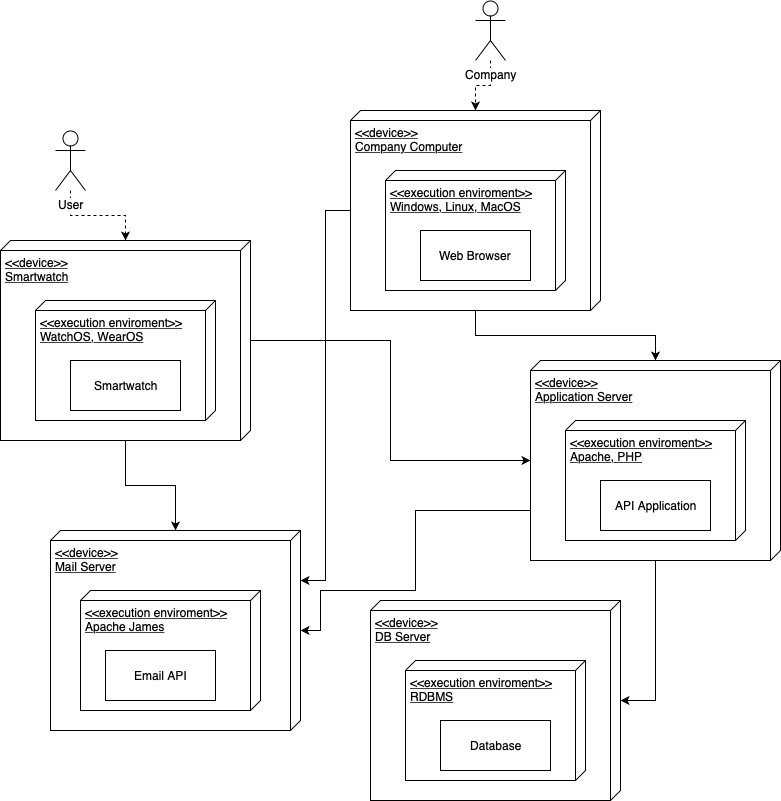 Company
<<device>>
Company Computer
<<execution enviroment>>
Windows, Linux, MacOS
Web Browser
User
<<device>>
Smartwatch
<<execution enviroment>>
WatchOS, WearOS
Smartwatch
<<device>>
Application Server
<<execution enviroment>>
Apache, PHP
API Application
<<device>>
Mail Server
<<execution enviroment>>
Apache James
Email API
<<device>>
DB Server
<<execution enviroment>>
RDBMS
Database